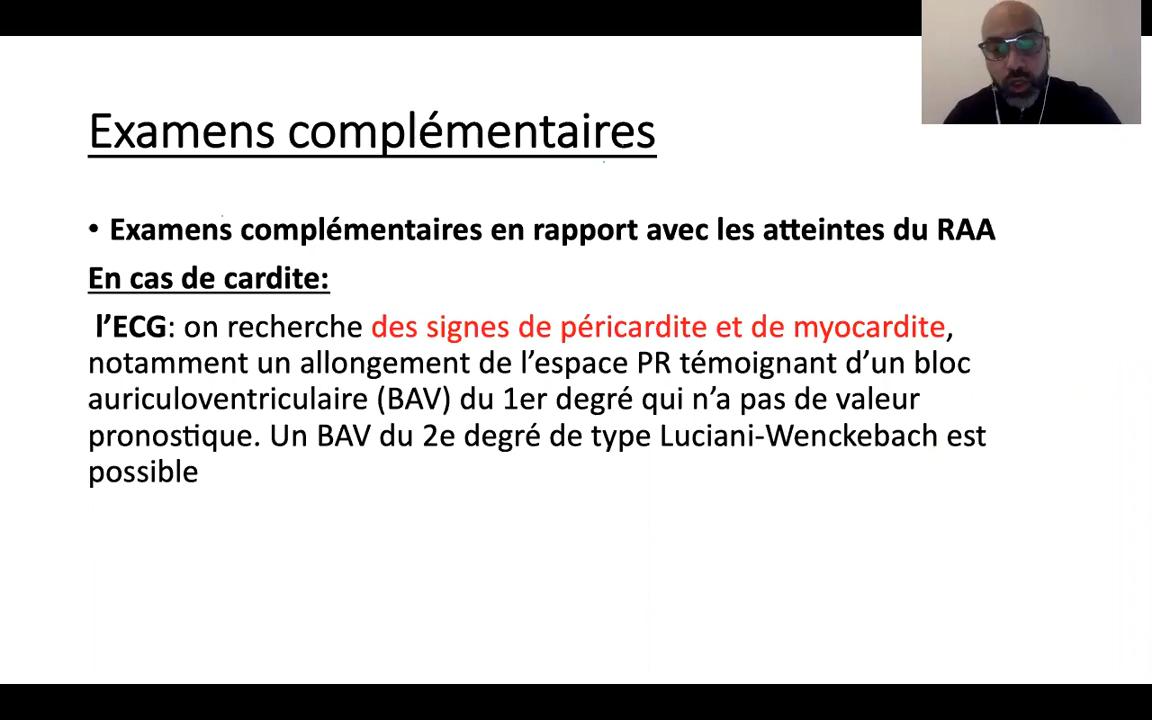 Examens complémentaires
• Examens complémentaires en rapport avec les atteintes du RAA
En cas de cardite:
l’ECG: on recherche des signes de péricardite et de myocardite,
notamment un allongement de l’espace PR témoignant d’un bloc
auriculoventriculaire (BAV) du 1er degré qui n’a pas de valeur
pronostique. Un BAV du 2e degré de type Luciani-Wenckebach est
possible